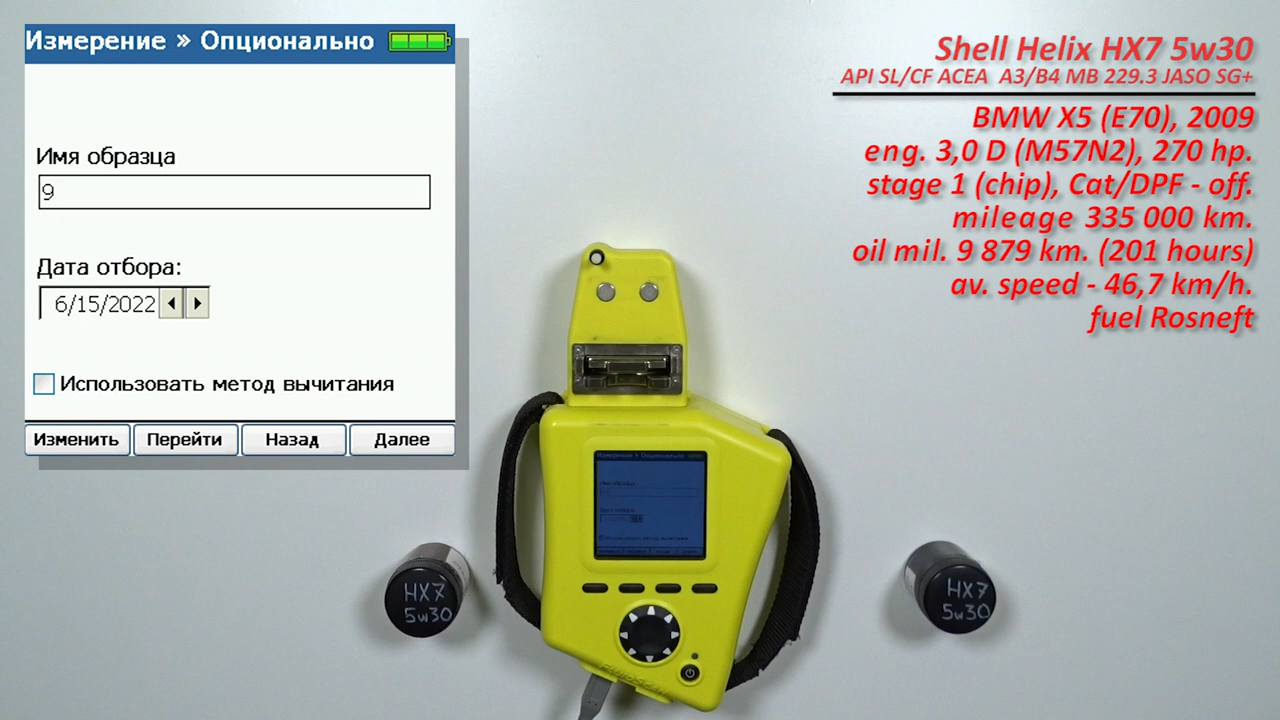 Измерение » Опционально
Имя образца
9
Дата отбора:
6/15/2022
Использовать метод вычитания
Изменить
Перейти
Назад
Далее
Shell Helix HX7 5w30
API SL/CF ACEA A3/B4 MB 229.3 JASO SG+
BMW X5 (E70), 2009
eng. 3,0 D (M57N2), 270 hp.
stage 1 (chip), Cat/DPF - off.
mileage 335 000 km.
oil mil. 9 879 km. (201 hours)
av. speed - 46,7 km/h.
fuel Rosneft
Измерение » Опционально
HX7
5w30
HX7
5w30